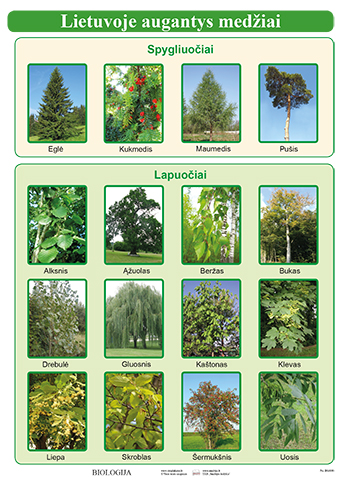 Lietuvoje augantys medžiai
Spygliuočiai
Eglė Kukmedis Maumedis Pušis
Lapuočiai
Alksnis Ąžuolas Beržas Bukas
Drebulė Gluosnis Kaštonas Klevas
Liepa Skroblas Šermukšnis Uosis
BIOLOGIJA